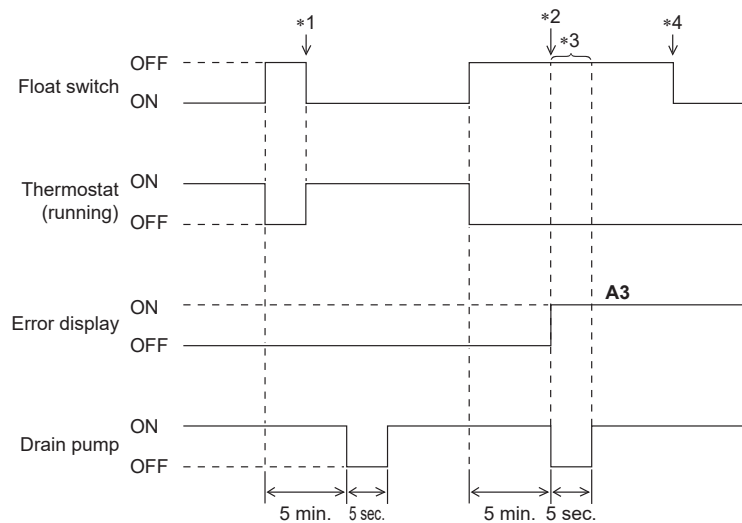 *1
*2
*3
*4
Float switch
OFF
ON
Thermostat
(running)
ON
OFF
Error display
ON
OFF
A3
Drain pump
ON
OFF
5 min.
5 sec.
5 min.
5 sec.